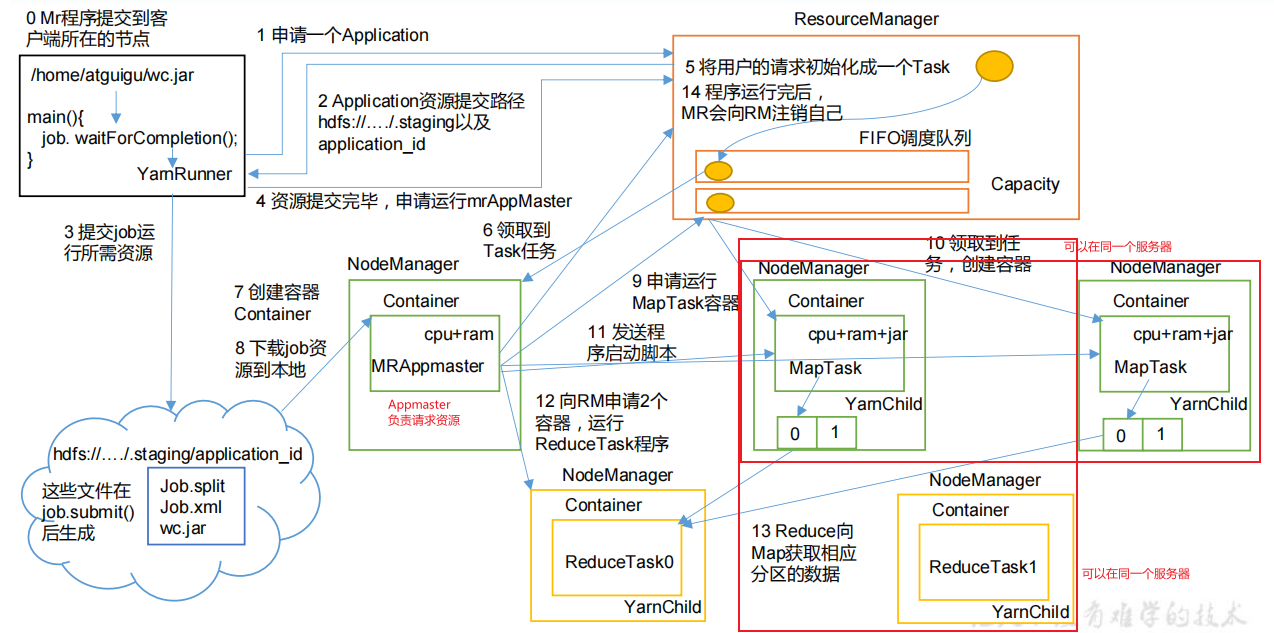 0 Mr程序提交到客
户端所在的节点
/home/atguigu/wc.jar
main(){
job. waitForCompletion();
}
YarnRunner
1 申请一个Application
2 Application资源提交路径
hdfs://…./.staging以及
application_id
3 提交job运
行所需资源
4 资源提交完毕，申请运行mrAppMaster
ResourceManager
5 将用户的请求初始化成一个Task
14 程序运行完后，
MR会向RM注销自己
FIFO调度队列
Capacity
6 领取到
Task任务
NodeManager
Container
cpu+ram
MRAppmaster
Appmaster
负责请求资源
7 创建容器
Container
8 下载job资
源到本地
9 申请运行
MapTask容器
10 领取到任
务，创建容器
可以在同一个服务器
11 发送程
序启动脚本
NodeManager
Container
cpu+ram+jar
MapTask
YarnChild
0
1
NodeManager
Container
cpu+ram+jar
MapTask
YarnChild
0
1
12 向RM申请2个
容器，运行
ReduceTask程序
hdfs://…./.staging/application_id
这些文件在
job.submit()
后生成
Job.split
Job.xml
wc.jar
NodeManager
Container
ReduceTask0
YarnChild
13 Reduce向
Map获取相应
分区的数据
NodeManager
Container
ReduceTask1
YarnChild
可以在同一个服务器
有难学的技术